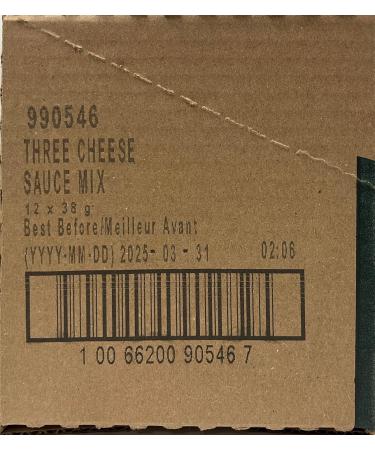 990546
THREE CHEESE
SAUCE MIX
12 x 38 g
Best Before/Meilleur Avant
(YYYY-MM-DD) 2025- 03 - 31 02:06
1 00 66200 90546 7